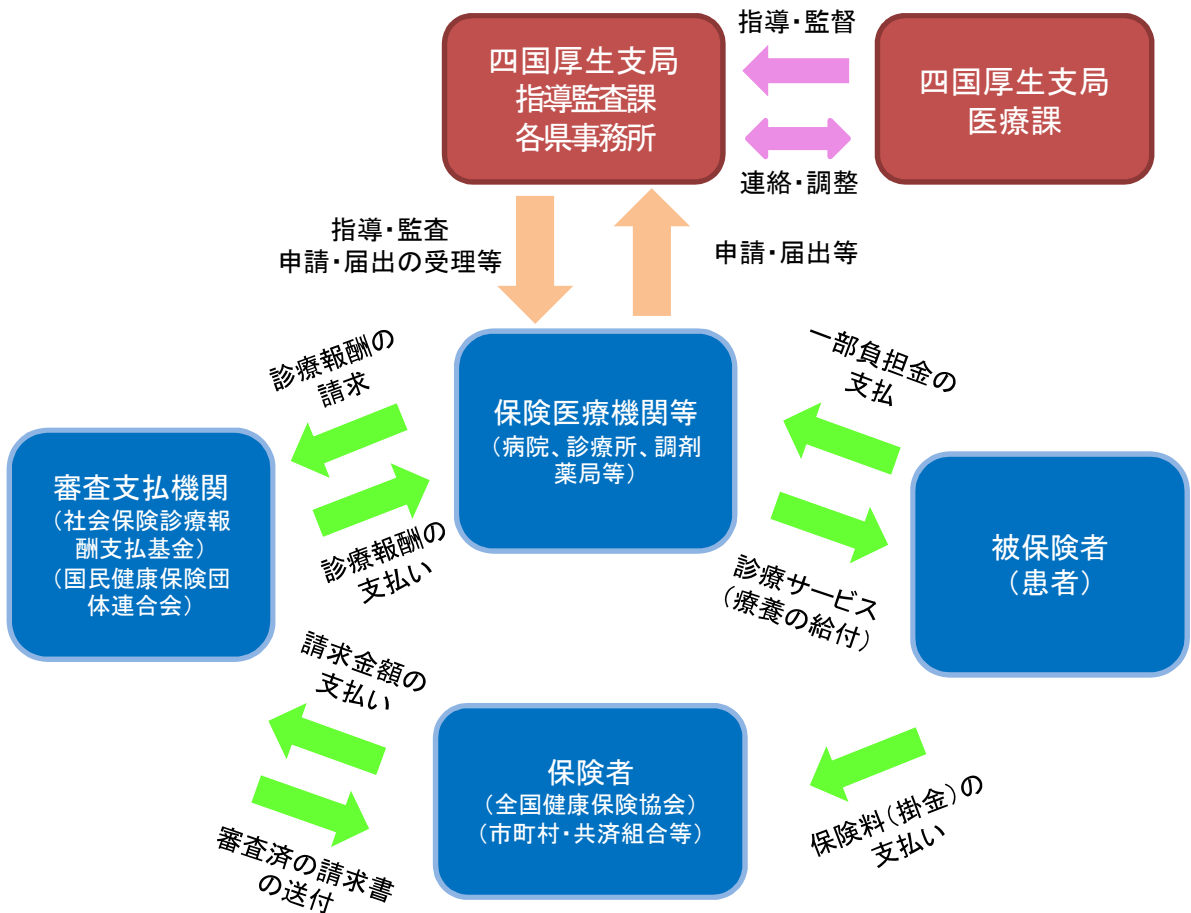 四国厚生支局
指導監査課
各県事務所
指導・監督
連絡・調整
四国厚生支局
医療課
指導・監査
申請・届出の受理等
申請・届出等
診療報酬の
請求
診療報酬の
支払い
保険医療機関等
（病院、診療所、調剤
薬局等）
一部負担金の
支払
診療サービス
（療養の給付）
審査支払機関
（社会保険診療報
酬支払基金）
（国民健康保険団
体連合会）
被保険者
（患者）
請求金額の
支払い
審査済の請求書
の送付
保険者
（全国健康保険協会）
（市町村・共済組合等）
保険料（掛金）の
支払い